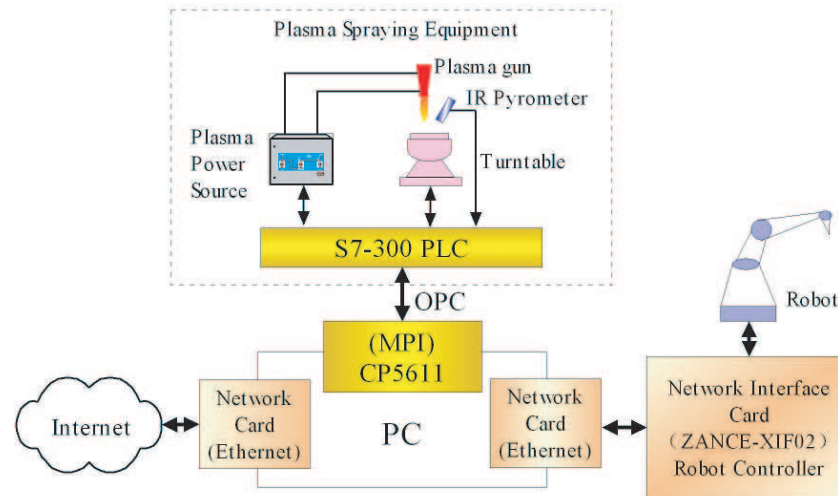 Plasma Spraying Equipment
Plasma gun
IR Pyrometer
Plasma
Power
Source
Turntable
S7-300 PLC
OPC
Robot
(MPI)
CP5611
Internet
Network
Card
(Ethernet)
PC
Network
Card
(Ethernet)
Network Interface
Card
（ZANCE-XIF02）
Robot Controller